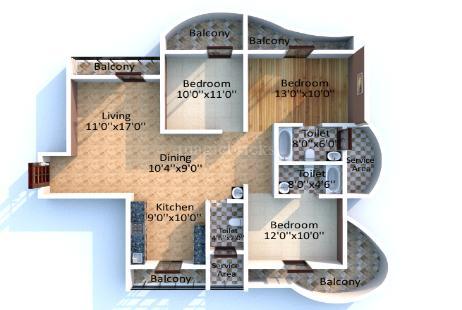 Balcony
Balcony
Balcony
Bedroom
10'0"x11'0"
Bedroom
13'0"x10'0"
Living
11'0"x17'0"
Toilet
8'0"x6'0"
Service
Area
Dining
10'4"x9'0"
Toilet
8'0"x4'6"
Kitchen
9'0"x10'0"
Toilet
Bedroom
12'0"x10'0"
Service
Area
Balcony
Balcony